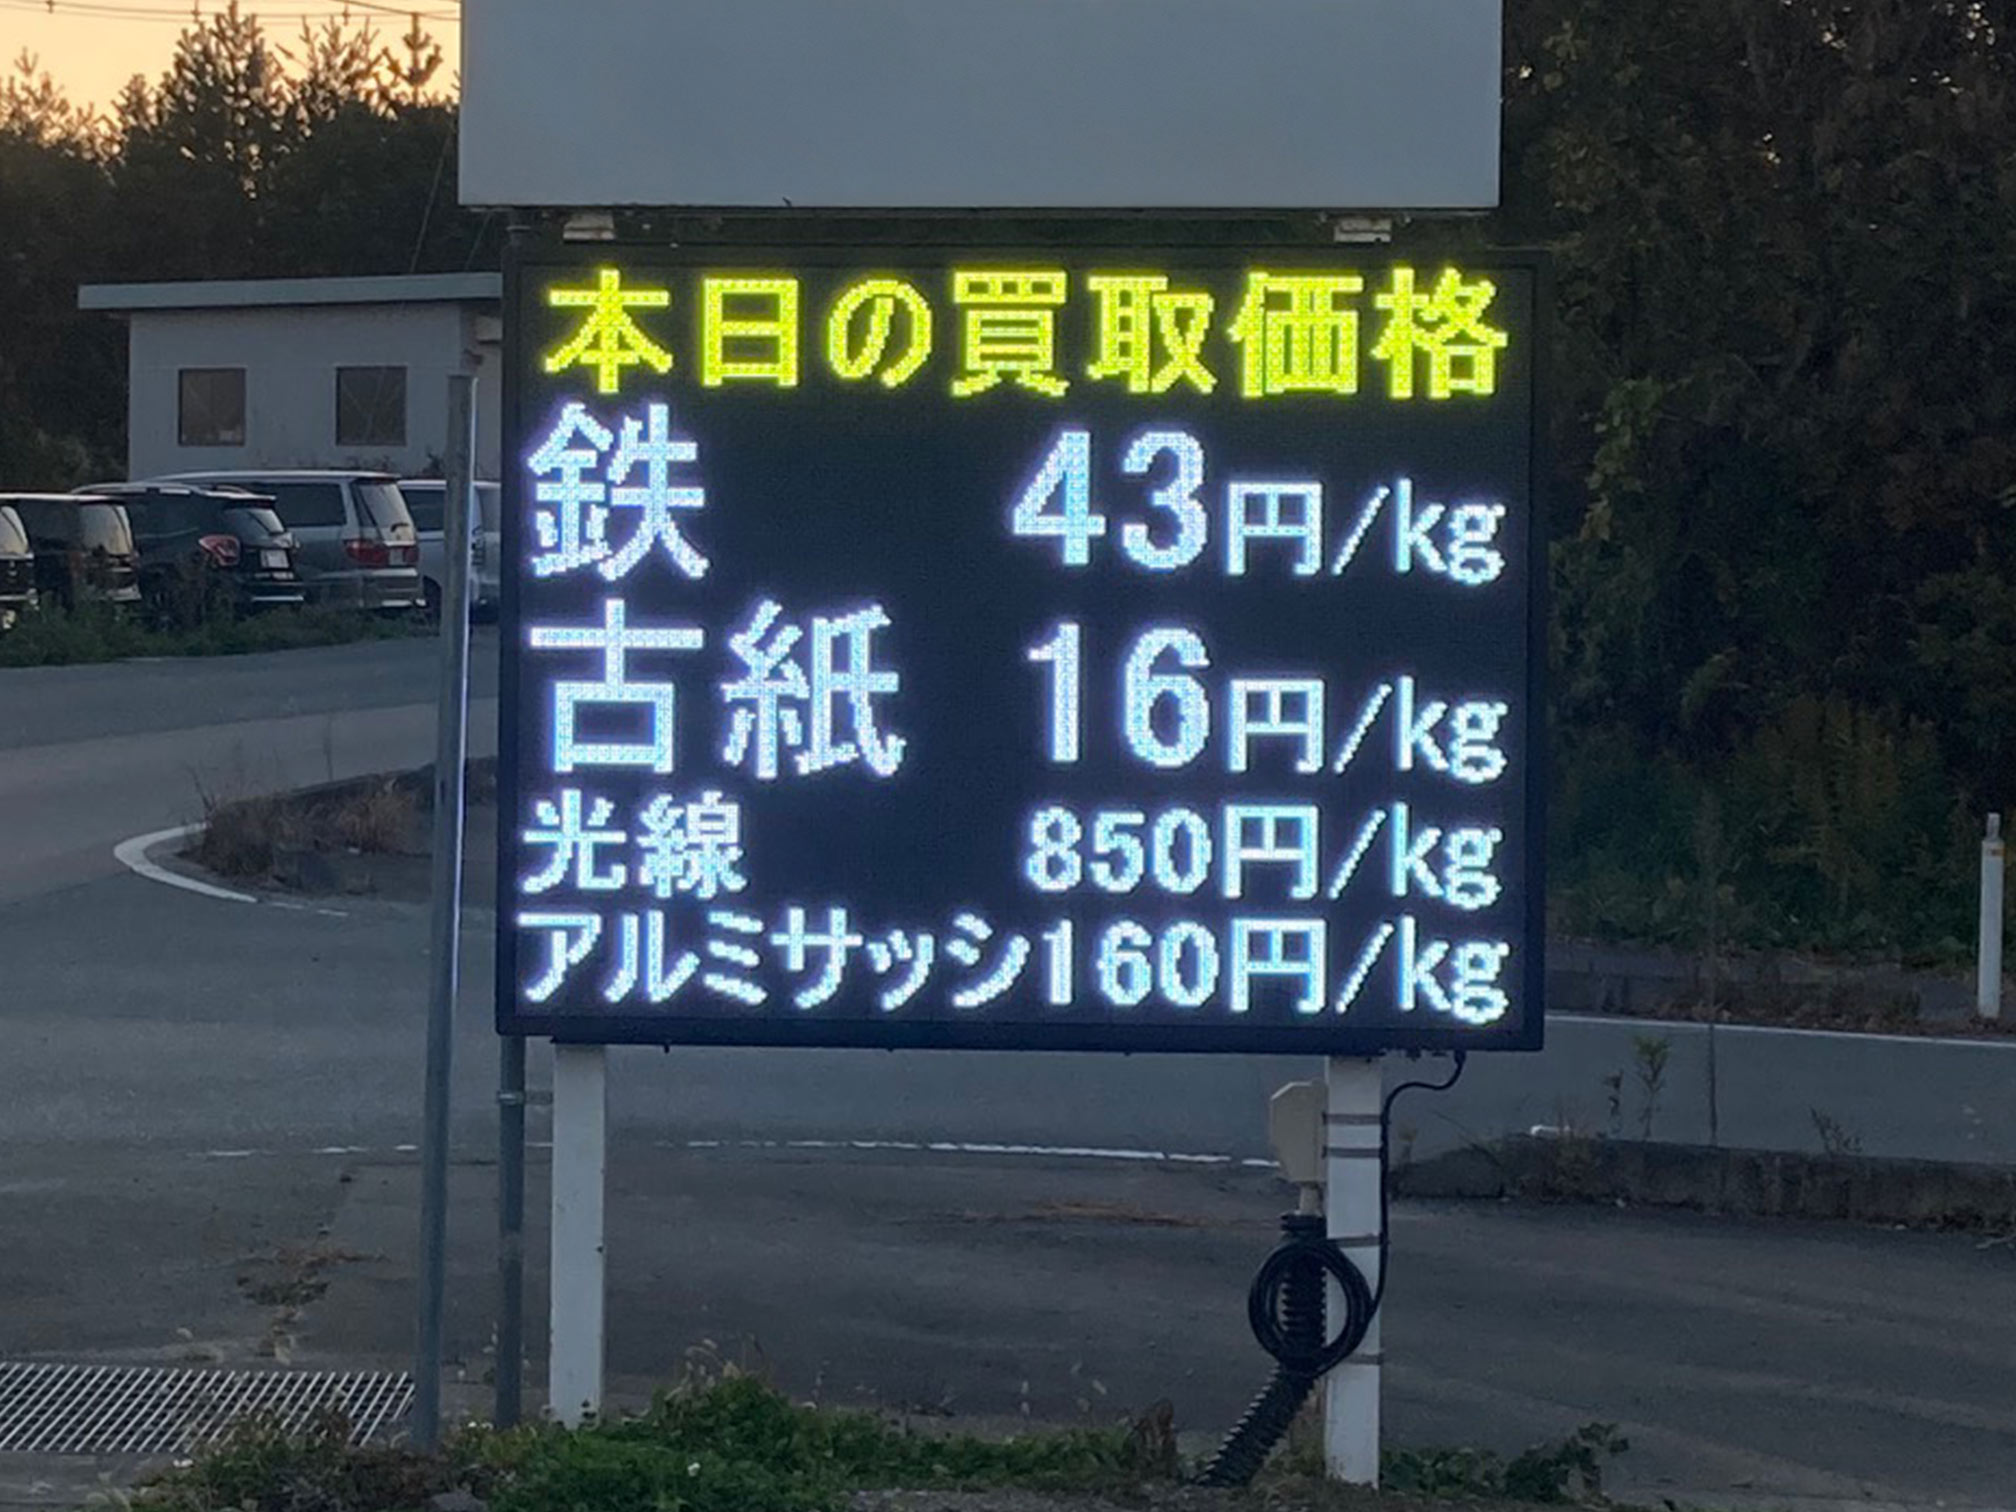 本日の買取価格
鉄 43円/kg
古紙 16円/kg
光線 850円/kg
アルミサッシ160円/kg